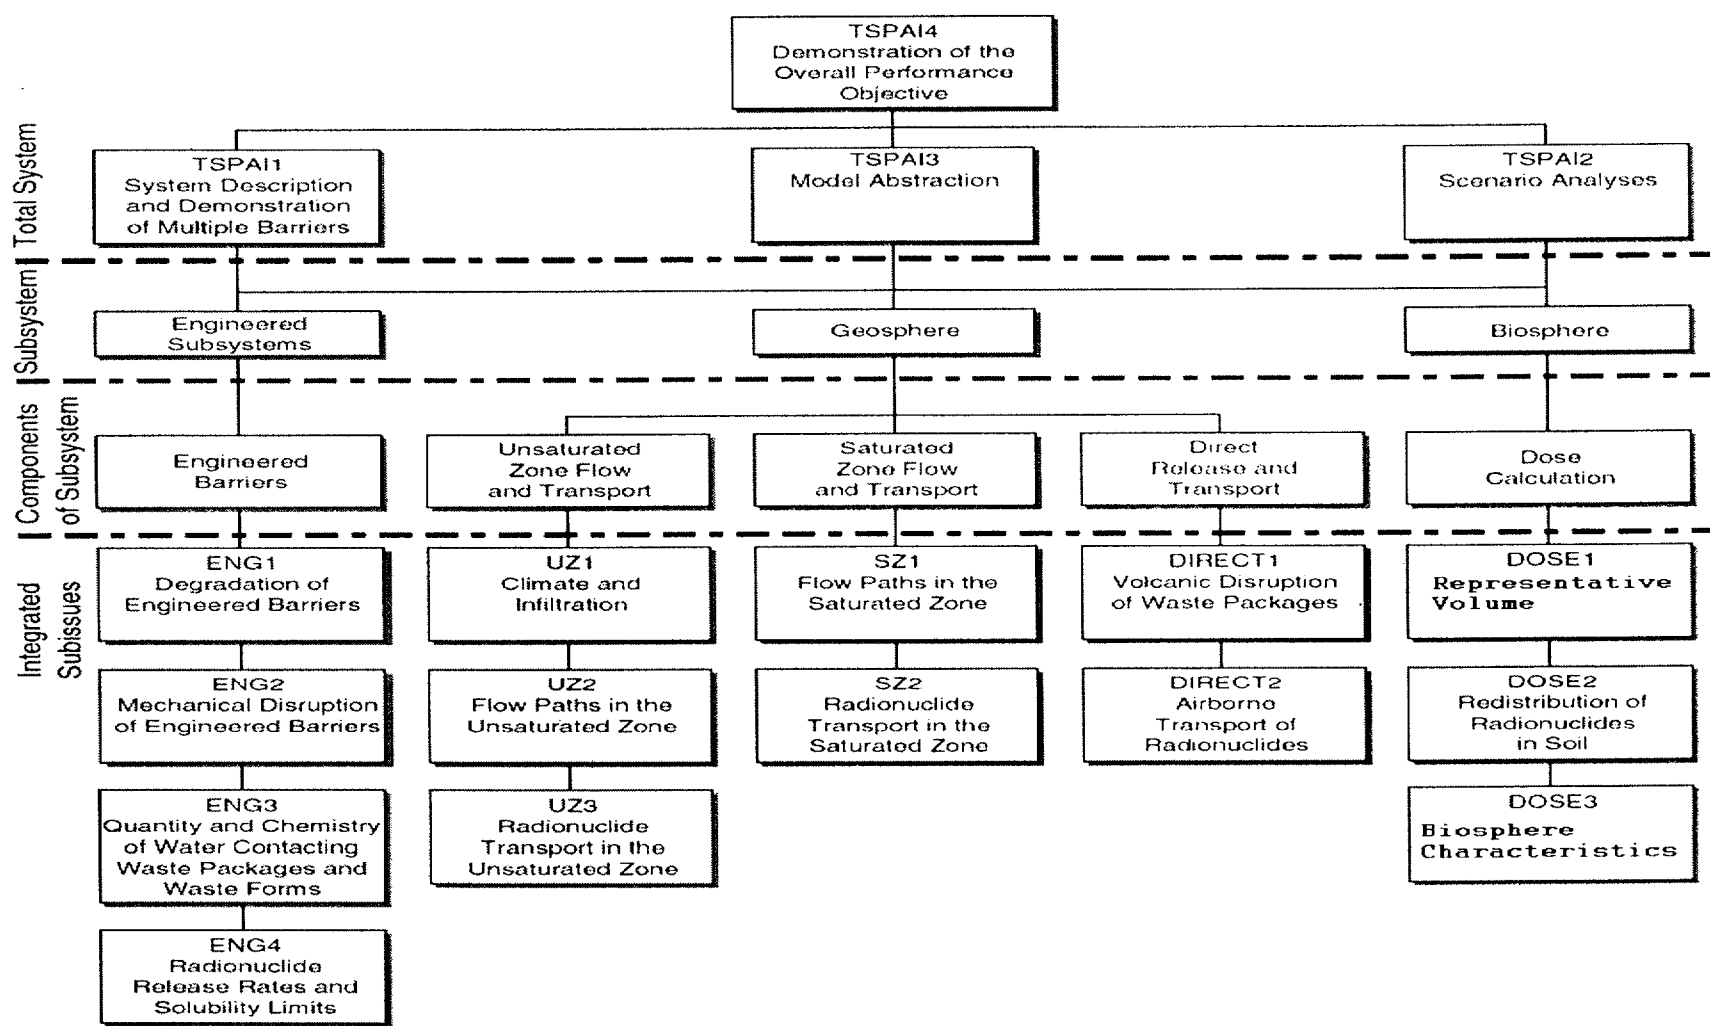 TSPAI4
Demonstration of the
Overall Performance
Objective
Total System
TSPAI1
System Description
and Demonstration
of Multiple Barriers
TSPAI3
Model Abstraction
TSPAI2
Scenario Analyses
Subsystem
Engineered
Subsystems
Geosphere
Biosphere
Components
of Subsystem
Engineered
Barriers
Unsaturated
Zone Flow
and Transport
Saturated
Zone Flow
and Transport
Direct
Release and
Transport
Dose
Calculation
Integrated
Subissues
ENG1
Degradation of
Engineered Barriers
UZ1
Climate and
Infiltration
SZ1
Flow Paths in the
Saturated Zone
DIRECT1
Volcanic Disruption
of Waste Packages
DOSE1
Representative
Volume
ENG2
Mechanical Disruption
of Engineered Barriers
UZ2
Flow Paths in the
Unsaturated Zone
SZ2
Radionuclide
Transport in the
Saturated Zone
DIRECT2
Airborne
Transport of
Radionuclides
DOSE2
Redistribution of
Radionuclides
in Soil
ENG3
Quantity and Chemistry
of Water Contacting
Waste Packages and
Waste Forms
UZ3
Radionuclide
Transport in the
Unsaturated Zone
DOSE3
Biosphere
Characteristics
ENG4
Radionuclide
Release Rates and
Solubility Limits